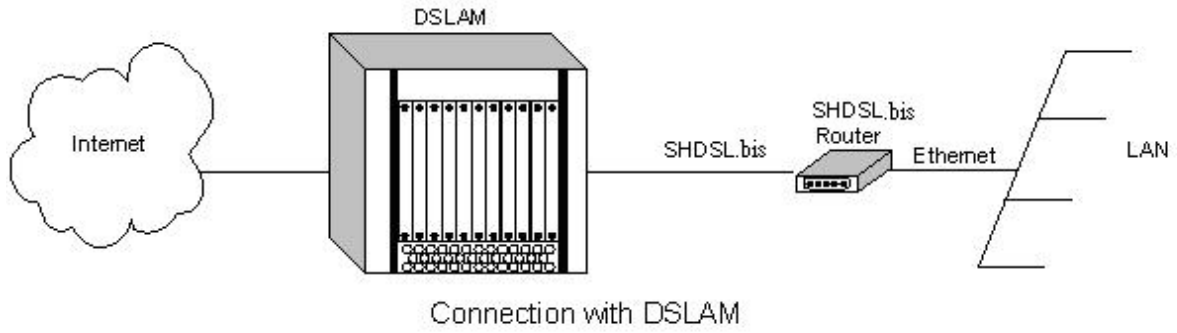 DSLAM
Internet
SHDSL.bis
SHDSL.bis
Router
Ethernet
LAN
Connection with DSLAM